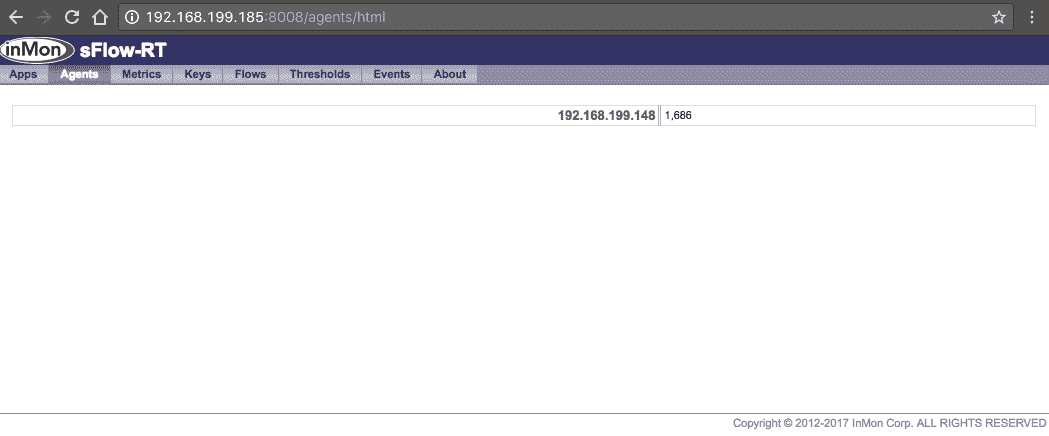 192.168.199.185:8008/agents/html
inMon sFlow-RT
Apps Agents Metrics Keys Flows Thresholds Events About
192.168.199.148 1,686
Copyright © 2012-2017 InMon Corp. ALL RIGHTS RESERVED